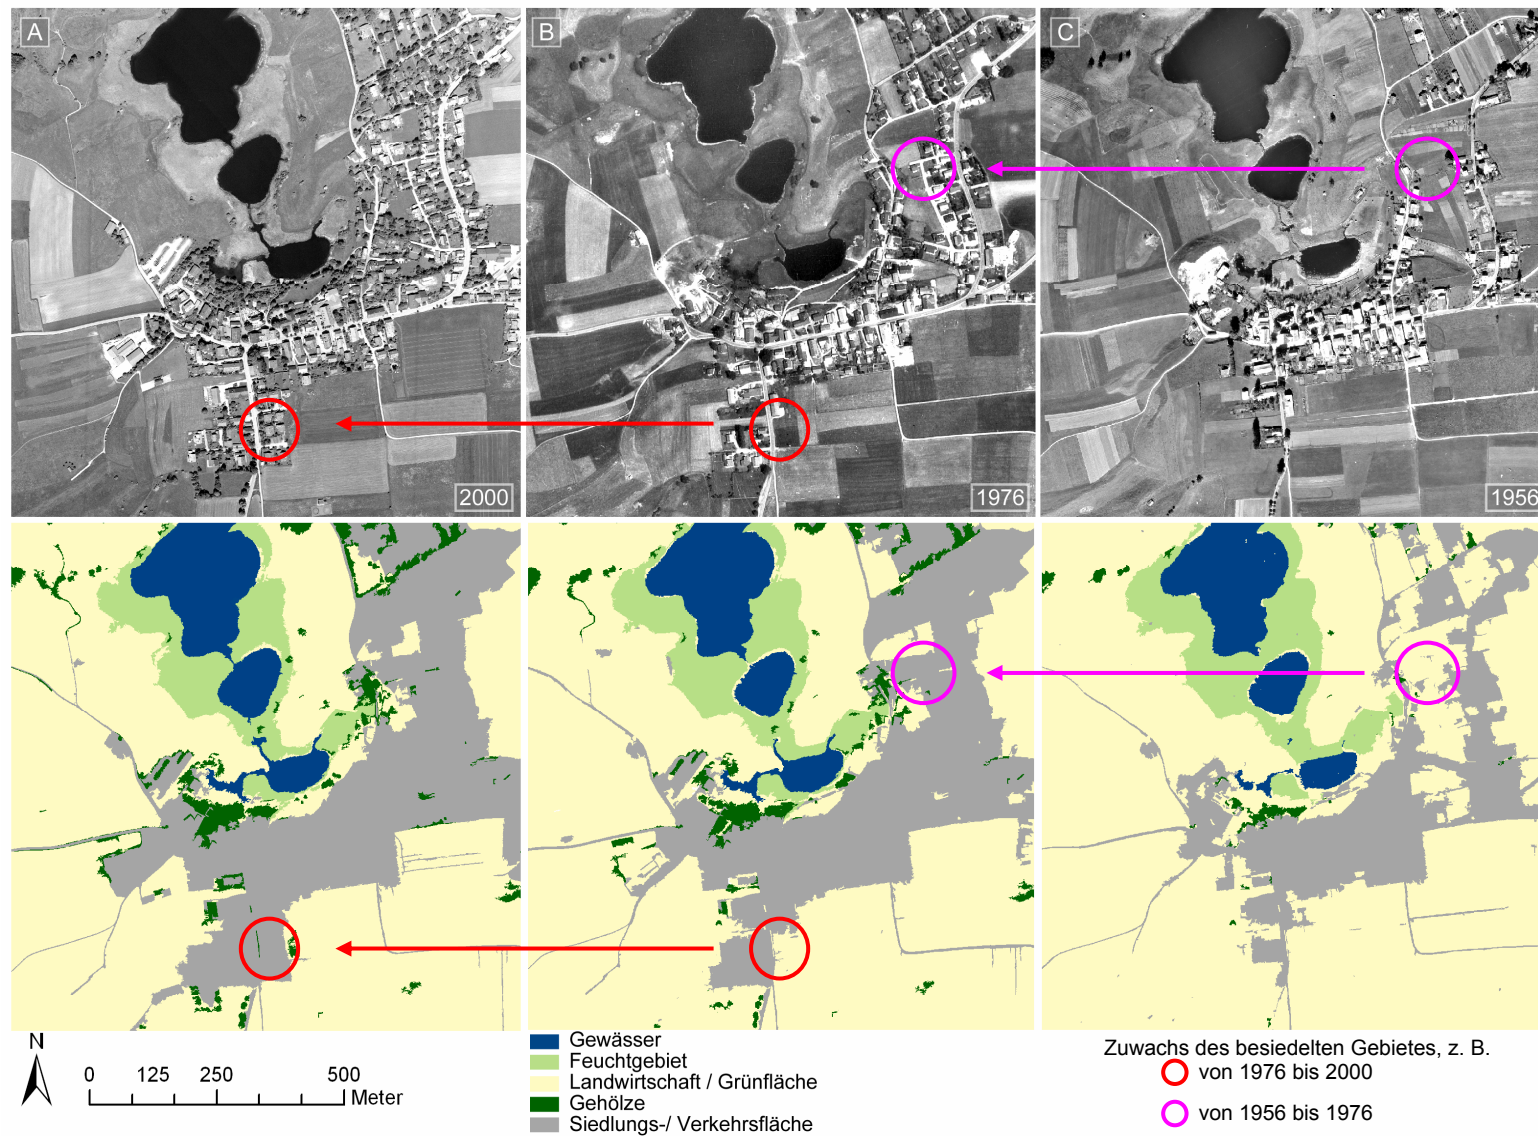 A
B
C
2000
1976
1956
N
0 125 250 500
Meter
Gewässer
Feuchtgebiet
Landwirtschaft / Grünfläche
Gehölze
Siedlungs-/ Verkehrsfläche
Zuwachs des besiedelten Gebietes, z. B.
von 1976 bis 2000
von 1956 bis 1976